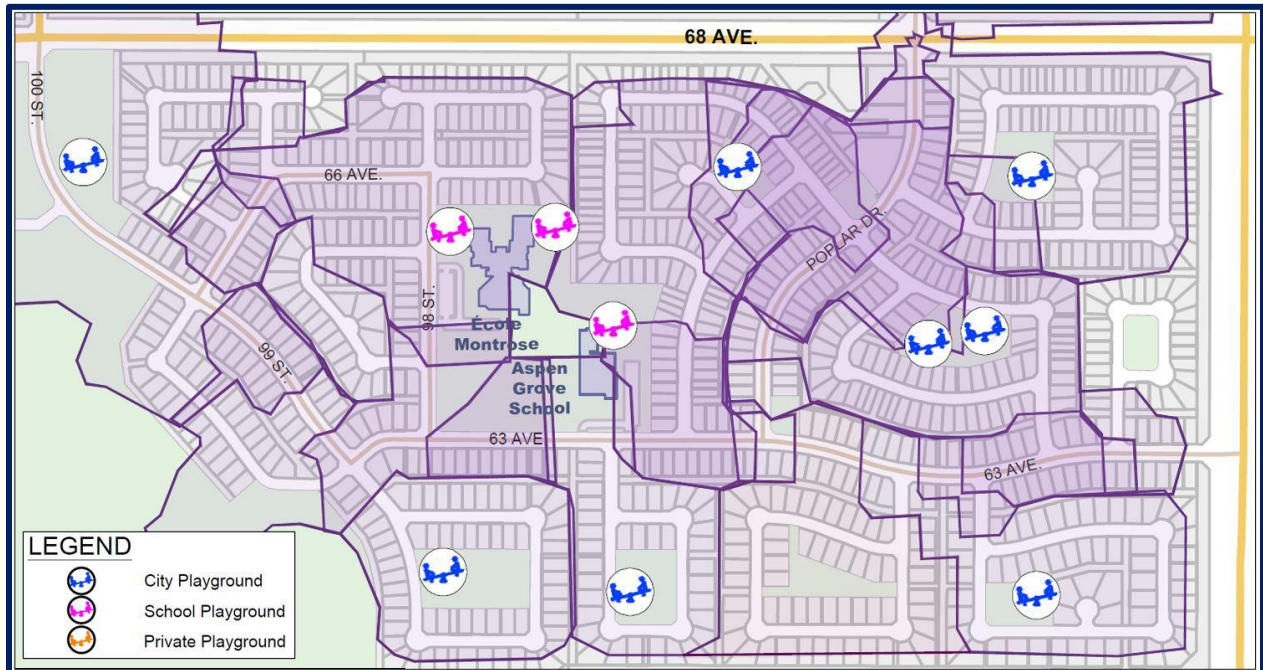 68 AVE.
100 ST.
66 AVE.
POPLAR DR.
98 ST.
École
Montrose
Aspen
Grove
School
99 ST.
63 AVE
63 AVE.
LEGEND
City Playground
School Playground
Private Playground